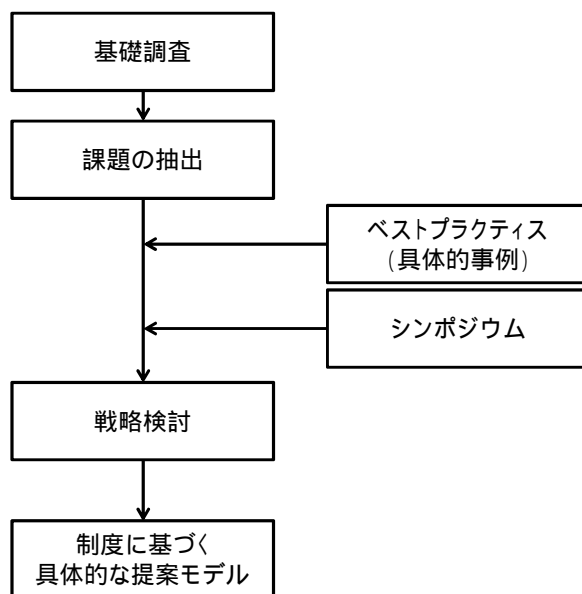 基礎調査
課題の抽出
ベストプラクティス
(具体的事例)
シンポジウム
戦略検討
制度に基づく
具体的な提案モデル